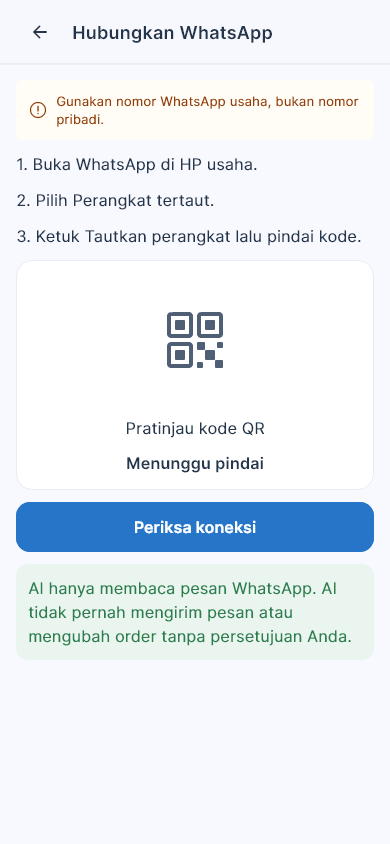 Hubungkan WhatsApp
Gunakan nomor WhatsApp usaha, bukan nomor
pribadi.
1. Buka WhatsApp di HP usaha.
2. Pilih Perangkat tertaut.
3. Ketuk Tautkan perangkat lalu pindai kode.
Pratinjau kode QR
Menunggu pindai
Periksa koneksi
AI hanya membaca pesan WhatsApp. AI
tidak pernah mengirim pesan atau
mengubah order tanpa persetujuan Anda.